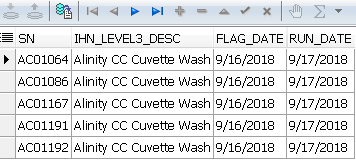 SN IHN_LEVEL3_DESC FLAG_DATE RUN_DATE
AC01064 Alinity CC Cuvette Wash 9/16/2018 9/17/2018
AC01086 Alinity CC Cuvette Wash 9/16/2018 9/17/2018
AC01167 Alinity CC Cuvette Wash 9/16/2018 9/17/2018
AC01191 Alinity CC Cuvette Wash 9/16/2018 9/17/2018
AC01192 Alinity CC Cuvette Wash 9/16/2018 9/17/2018